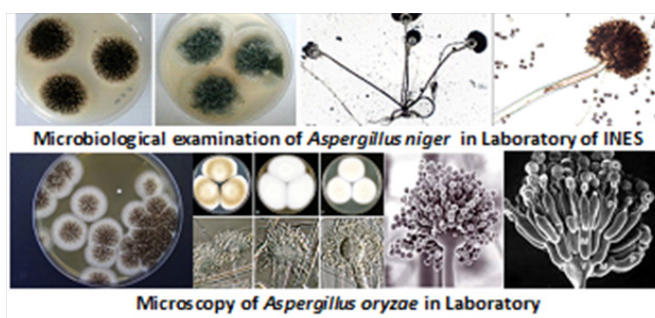 Microbiological examination of Aspergillus niger in Laboratory of INES
Microscopy of Aspergillus oryzae in Laboratory